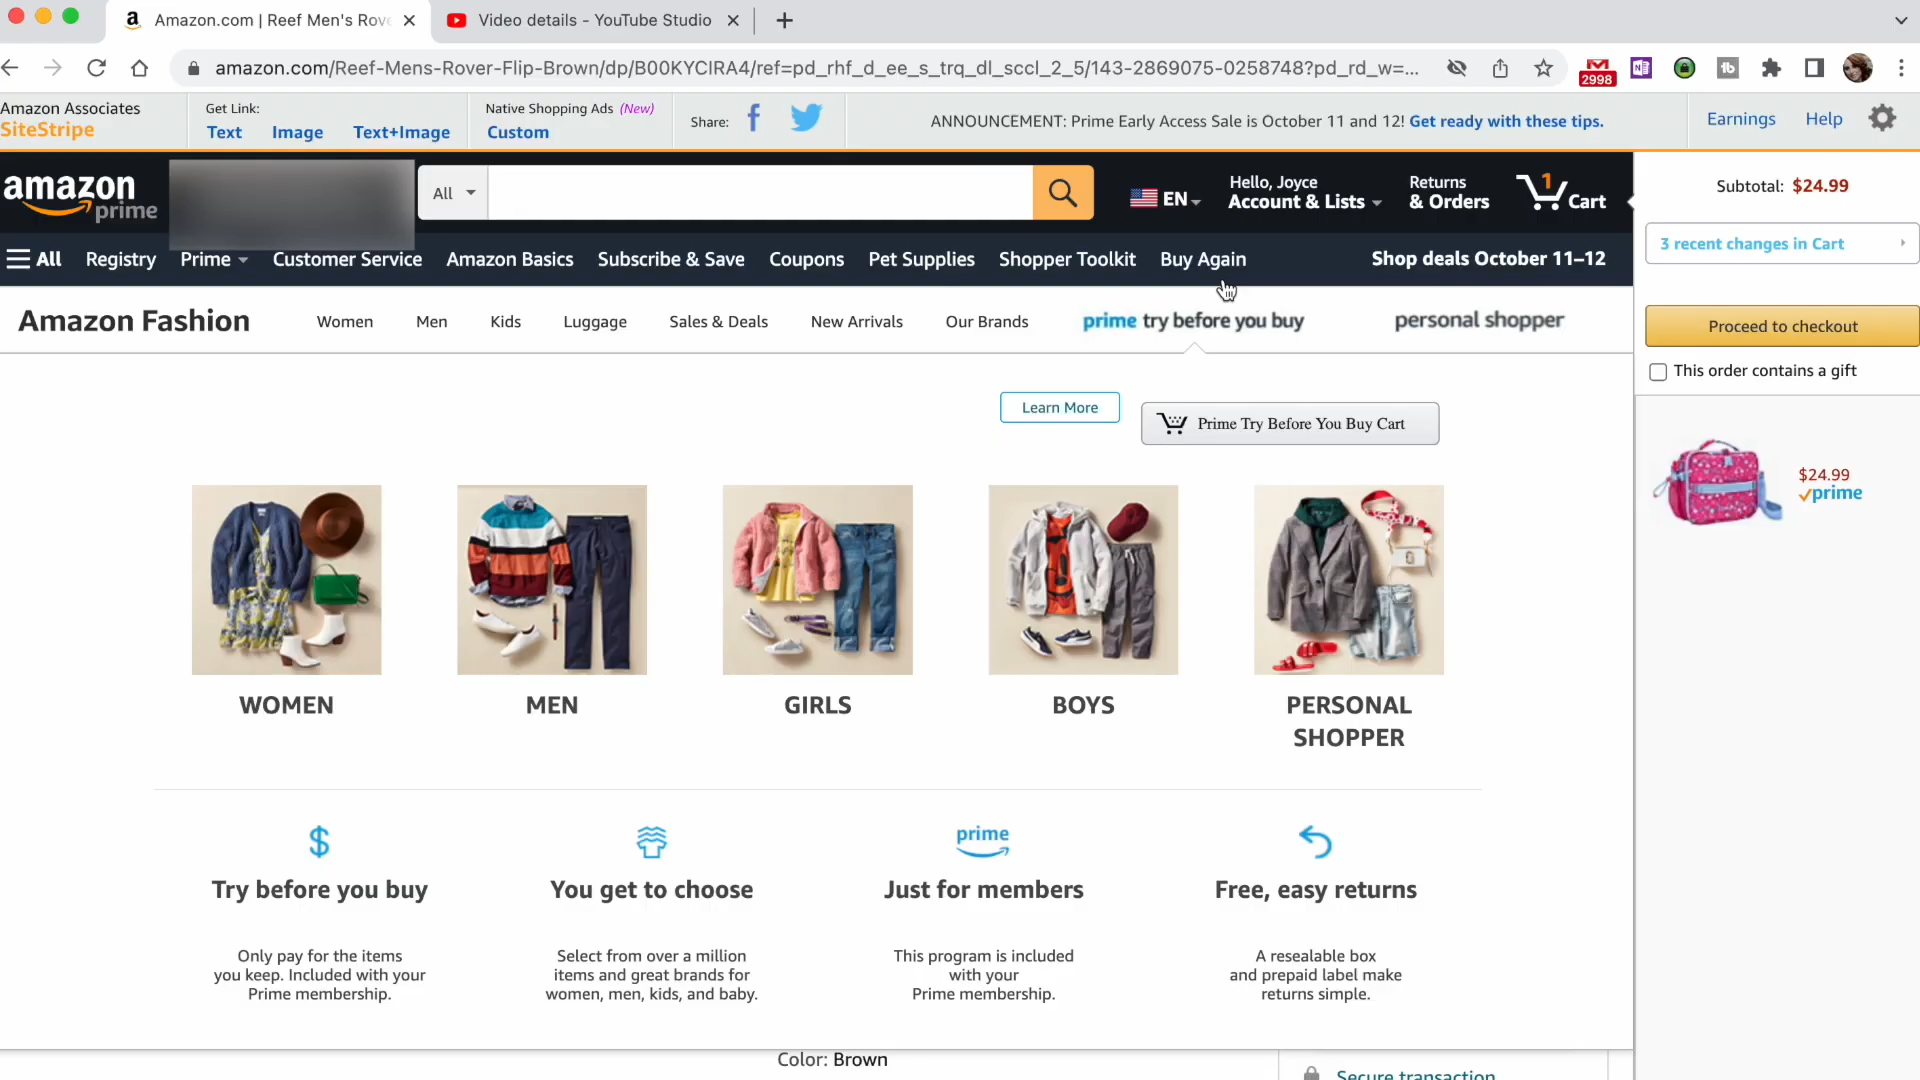 Amazon.com | Reef Men's Rov
Video details - YouTube Studio
amazon.com/Reef-Mens-Rover-Flip-Brown/dp/B00KYCIRA4/ref=pd_rhf_d_ee_s_trq_dl_sccl_2_5/143-2869075-0258748?pd_rd_w=...
2998
Amazon Associates
SiteStripe
Get Link:
Text Image Text+Image
Native Shopping Ads (New)
Custom
Share:
ANNOUNCEMENT: Prime Early Access Sale is October 11 and 12! Get ready with these tips.
Earnings Help
amazon
prime
All
EN
Hello, Joyce
Account & Lists
Returns
& Orders
1
Cart
All Registry Prime Customer Service Amazon Basics Subscribe & Save Coupons Pet Supplies Shopper Toolkit Buy Again Shop deals October 11–12
Amazon Fashion Women Men Kids Luggage Sales & Deals New Arrivals Our Brands prime try before you buy personal shopper
Learn More
Prime Try Before You Buy Cart
WOMEN
MEN
GIRLS
BOYS
PERSONAL
SHOPPER
prime
Try before you buy
Only pay for the items
you keep. Included with your
Prime membership.
You get to choose
Select from over a million
items and great brands for
women, men, kids, and baby.
Just for members
This program is included
with your
Prime membership.
Free, easy returns
A resealable box
and prepaid label make
returns simple.
Color: Brown
Secure transaction
Subtotal: $24.99
3 recent changes in Cart
Proceed to checkout
This order contains a gift
$24.99
prime